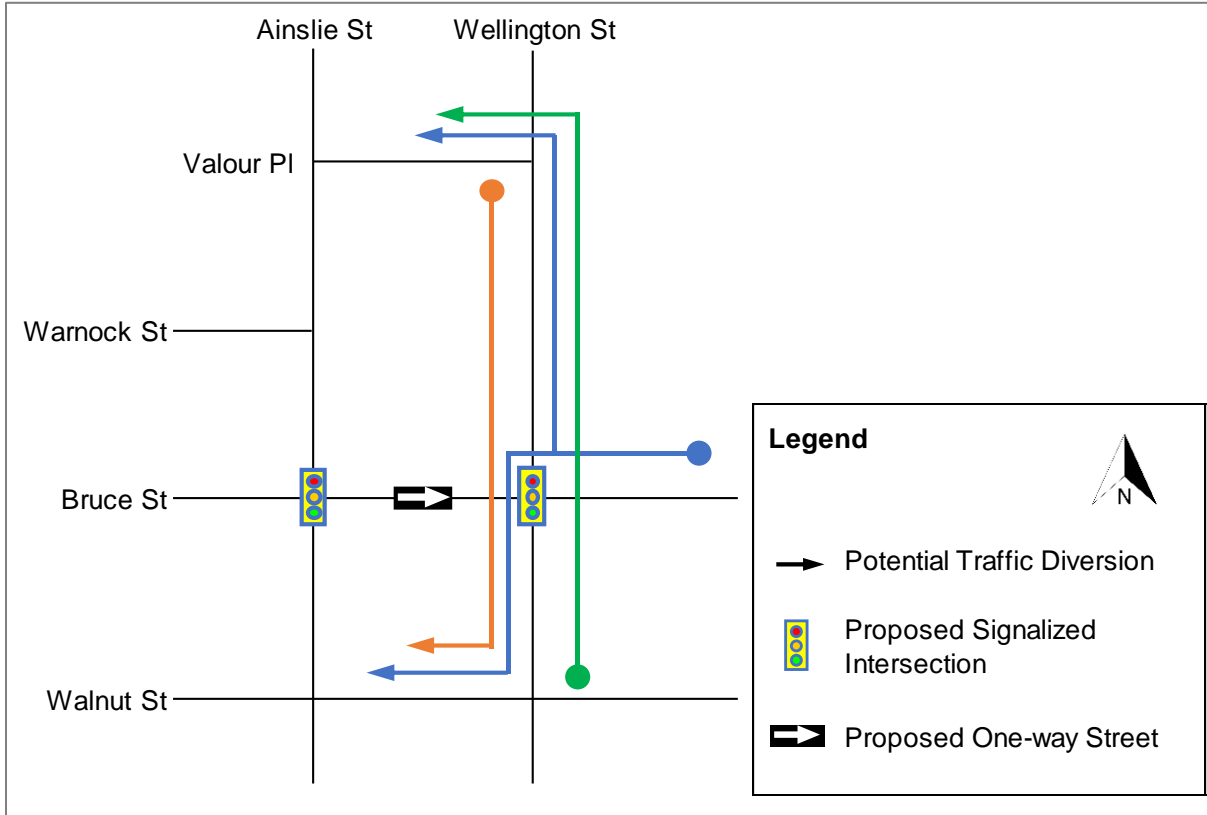 Ainslie St
Wellington St
Valour Pl
Warnock St
Bruce St
Walnut St
Legend
N
Potential Traffic Diversion
Proposed Signalized
Intersection
Proposed One-way Street